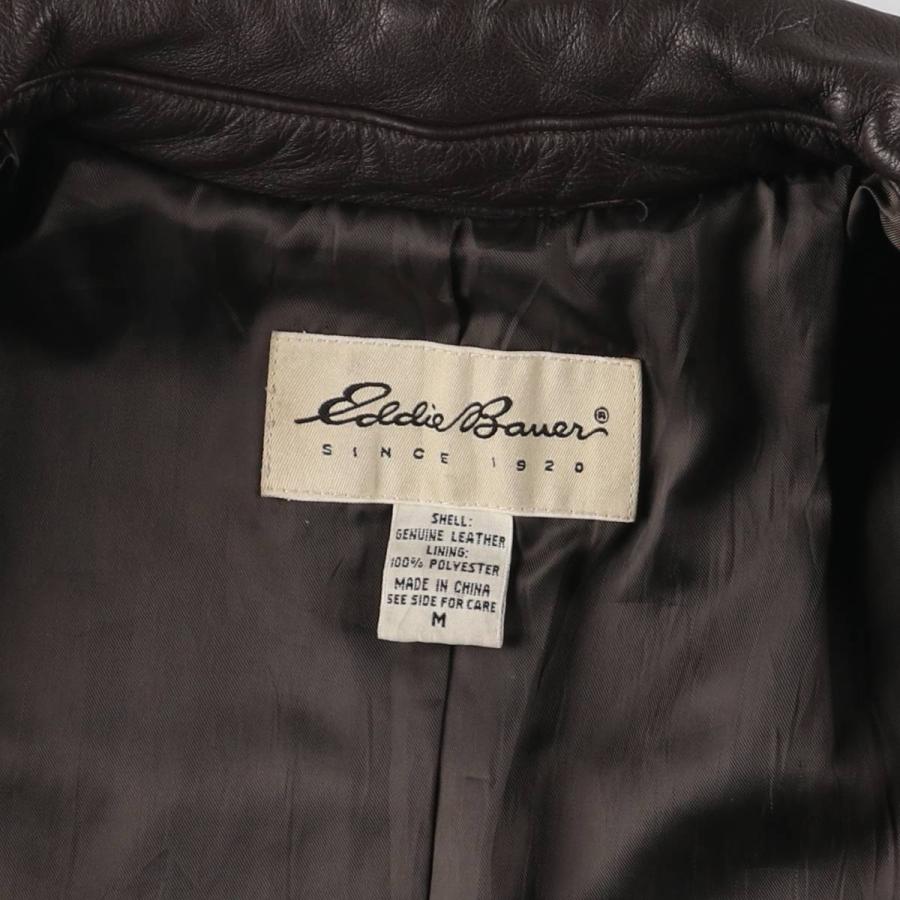 Eddie Bauer®
SINCE 1920
SHELL:
GENUINE LEATHER
LINING:
100% POLYESTER
MADE IN CHINA
SEE SIDE FOR CARE
M